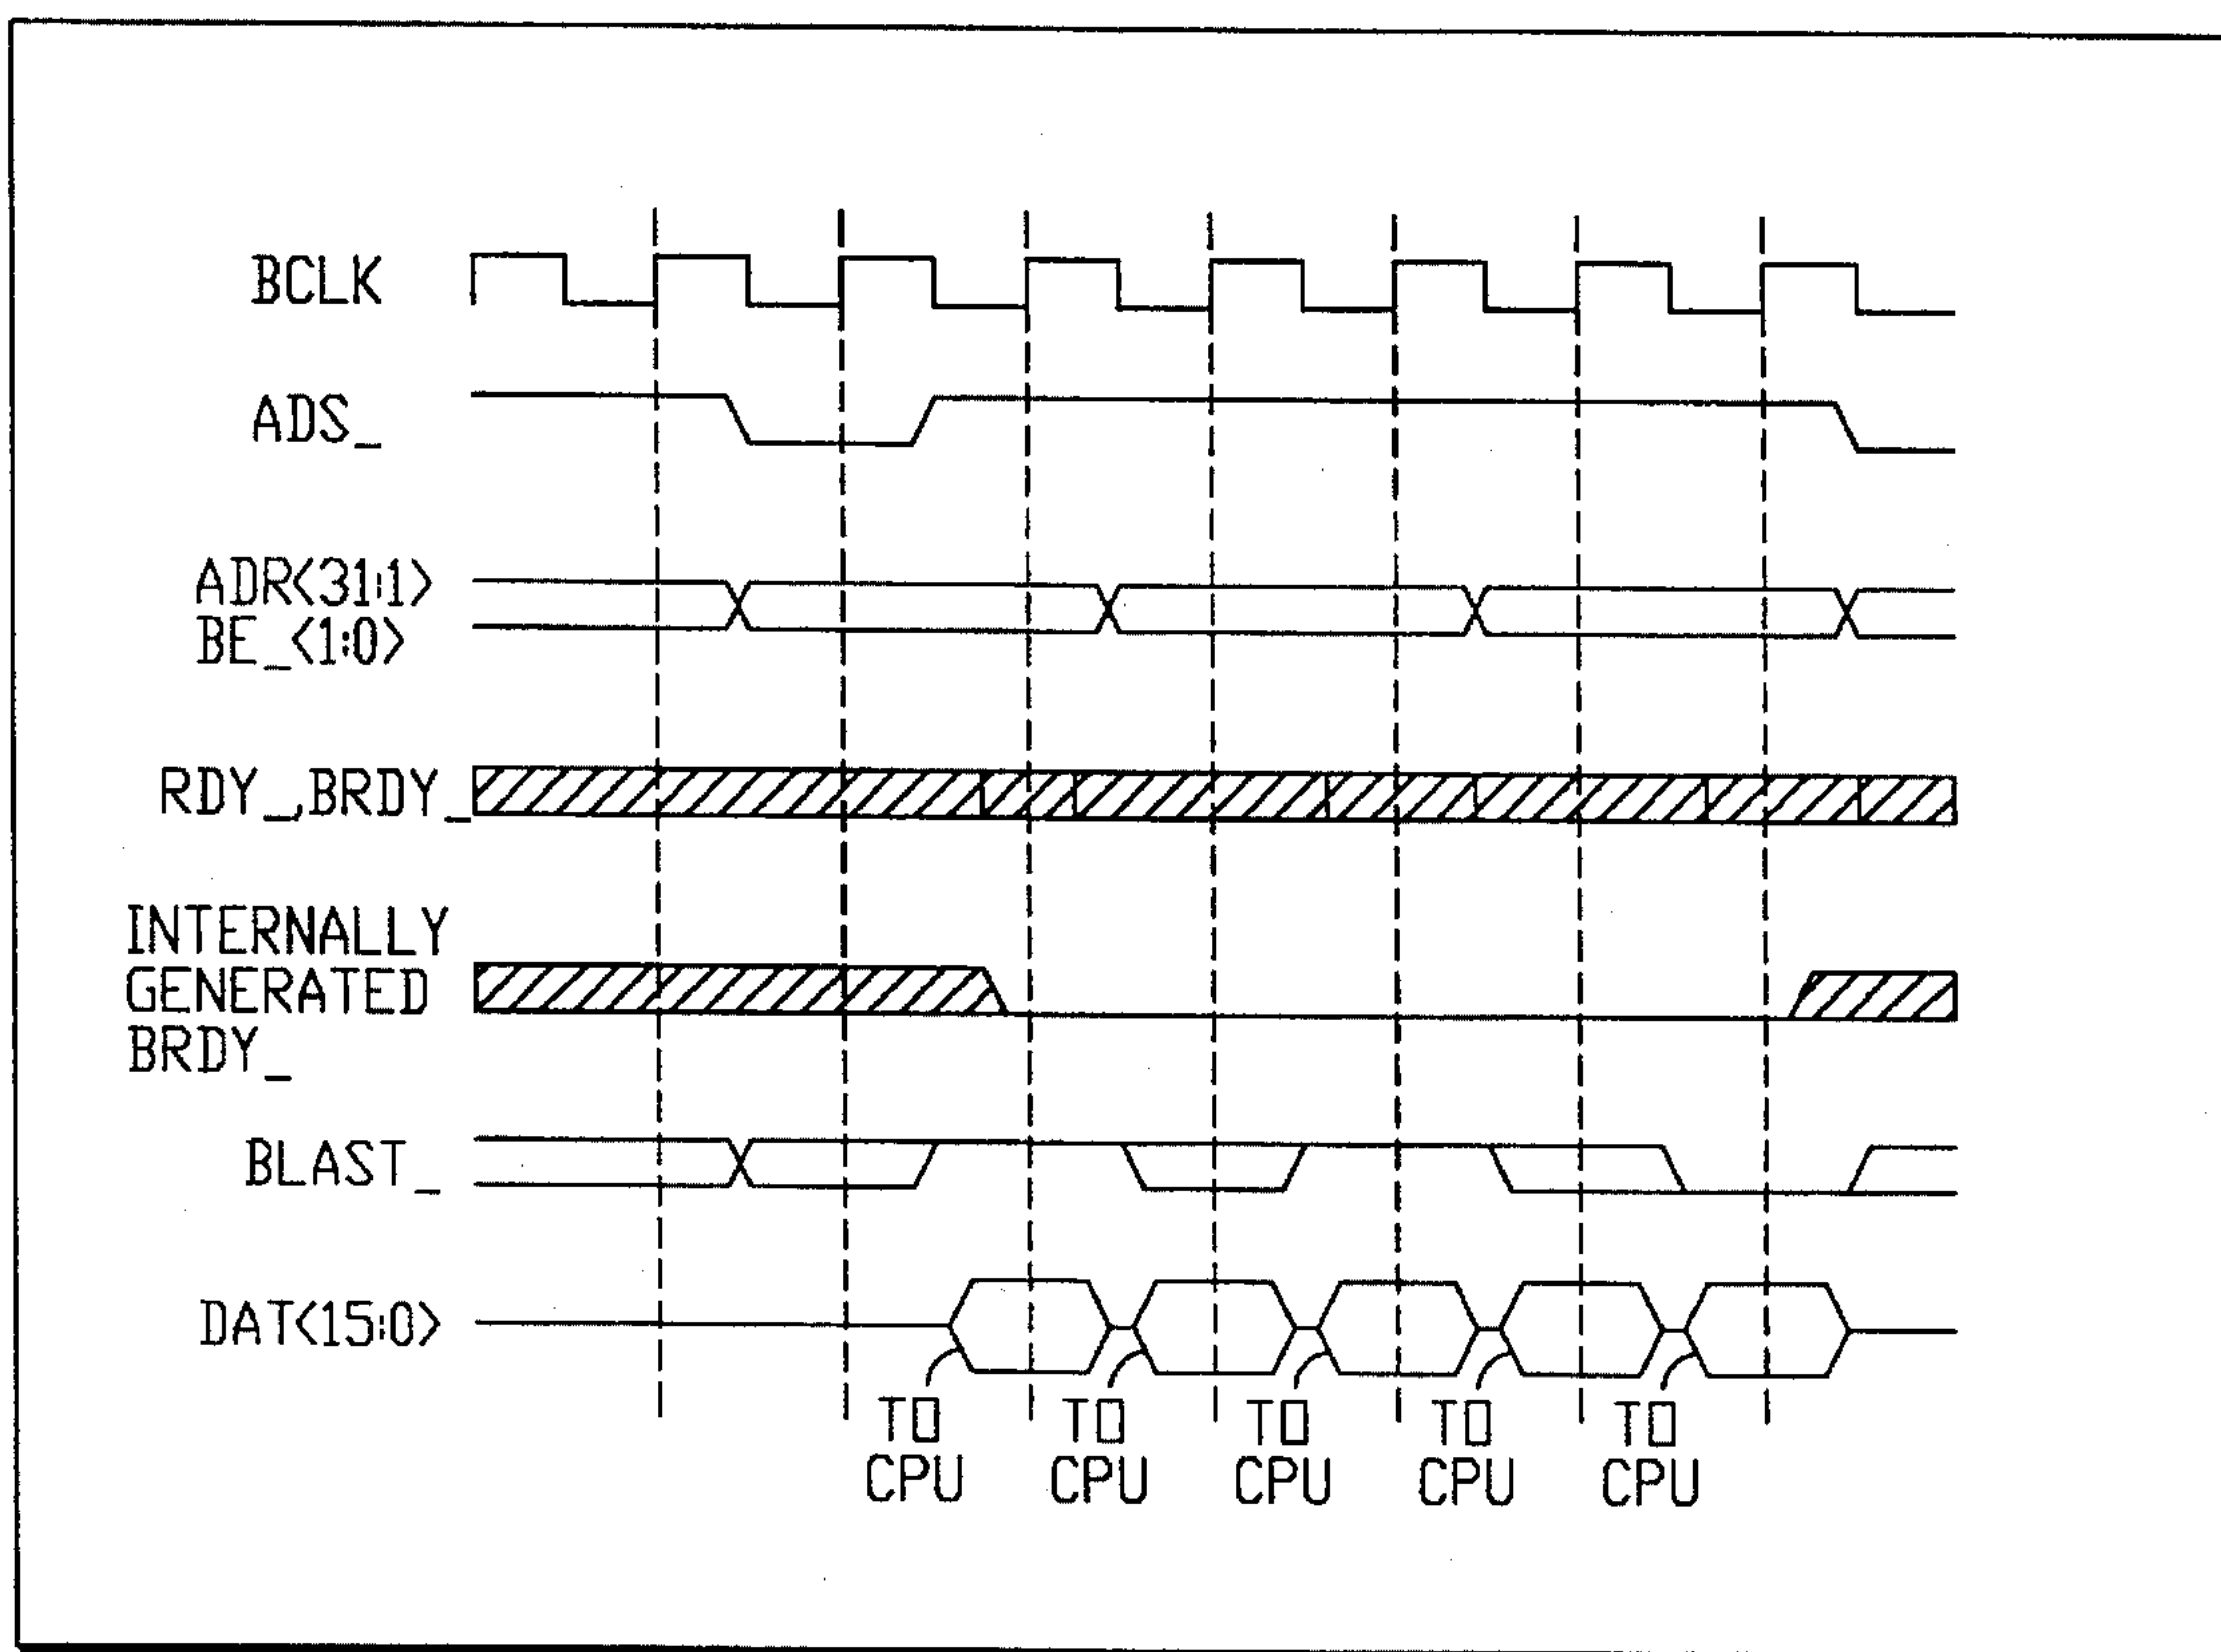 BCLK
ADS_
ADR<31:1>
BE_<1:0>
RDY_,BRDY_
INTERNALLY
GENERATED
BRDY_
BLAST_
DAT<15:0>
TO TO TO TO TO
CPU CPU CPU CPU CPU